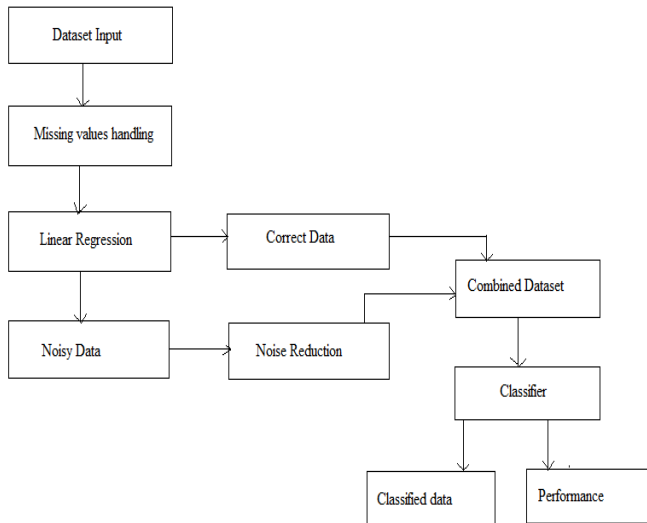 Dataset Input
Missing values handling
Linear Regression
Correct Data
Combined Dataset
Noisy Data
Noise Reduction
Classifier
Classified data
Performance